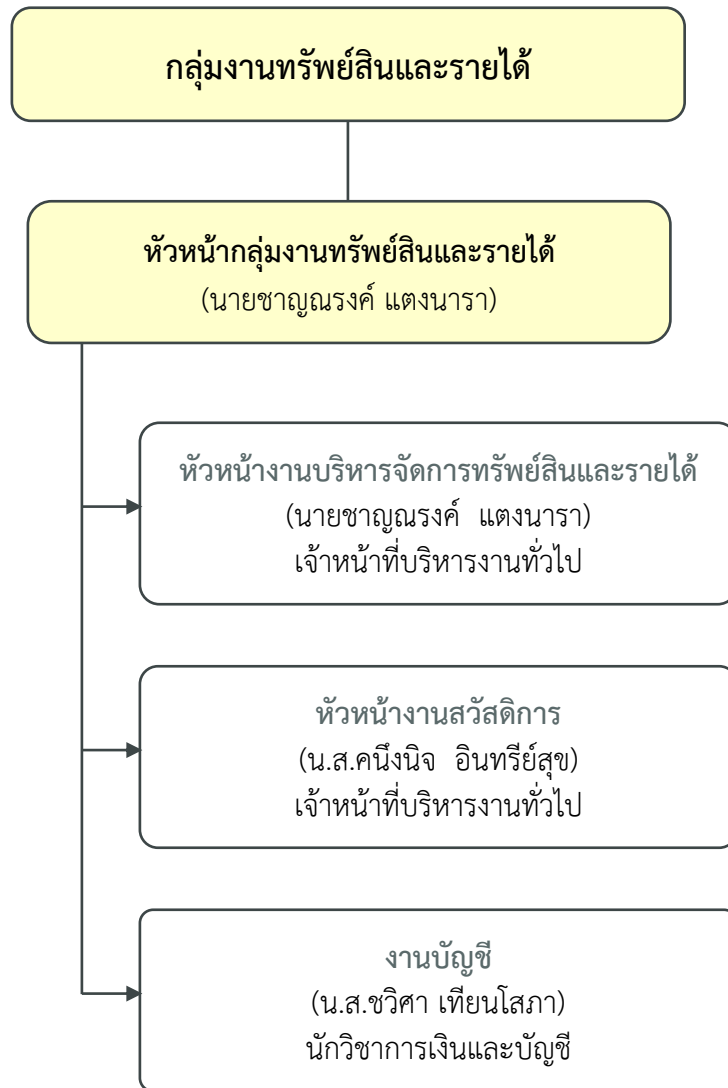 กลุ่มงานทรัพย์สินและรายได้
หัวหน้ากลุ่มงานทรัพย์สินและรายได้
(นายชาญณรงค์ แตงนารา)
หัวหน้างานบริหารจัดการทรัพย์สินและรายได้
(นายชาญณรงค์  แตงนารา)
เจ้าหน้าที่บริหารงานทั่วไป
หัวหน้างานสวัสดิการ
(น.ส.คนึงนิจ  อินทรีย์สุข)
เจ้าหน้าที่บริหารงานทั่วไป
งานบัญชี
(น.ส.ชวิศา เทียนโสภา)
นักวิชาการเงินและบัญชี